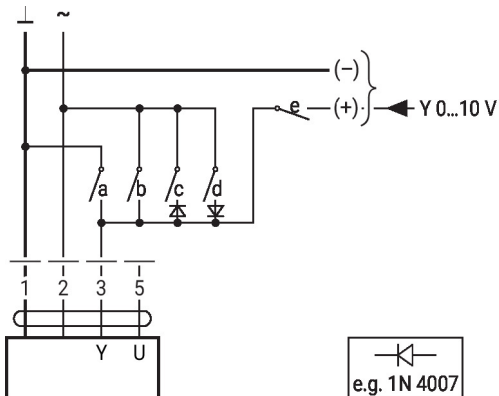 ⊥ ~
(–)
e (+) Y 0...10 V
a b c d
1 2 3 5
Y U
e.g. 1N 4007